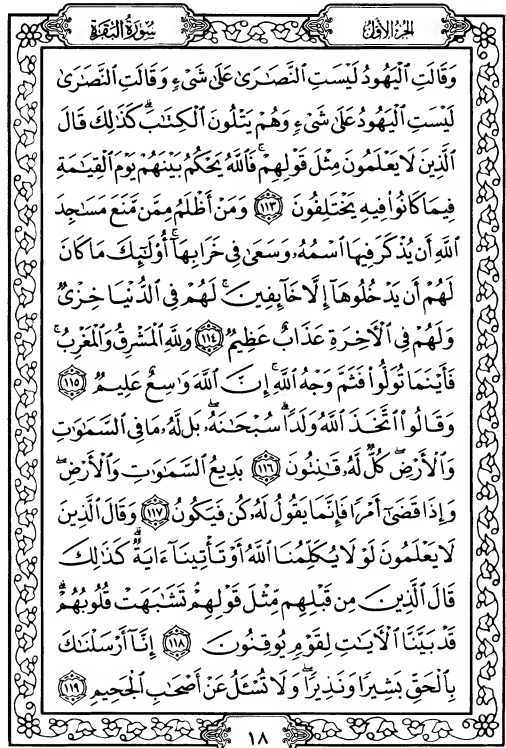 الجزء الأول
سورة البقرة
وَقَالَتِ ٱلْيَهُودُ لَيْسَتِ ٱلنَّصَٰرَىٰ عَلَىٰ شَىْءٍ وَقَالَتِ ٱلنَّصَٰرَىٰ
لَيْسَتِ ٱلْيَهُودُ عَلَىٰ شَىْءٍ وَهُمْ يَتْلُونَ ٱلْكِتَٰبَ ۗ كَذَٰلِكَ قَالَ
ٱلَّذِينَ لَا يَعْلَمُونَ مِثْلَ قَوْلِهِمْ ۚ فَٱللَّهُ يَحْكُمُ بَيْنَهُمْ يَوْمَ ٱلْقِيَٰمَةِ
فِيمَا كَانُوا۟ فِيهِ يَخْتَلِفُونَ ١١٣ وَمَنْ أَظْلَمُ مِمَّن مَّنَعَ مَسَٰجِدَ
ٱللَّهِ أَن يُذْكَرَ فِيهَا ٱسْمُهُۥ وَسَعَىٰ فِى خَرَابِهَآ ۚ أُو۟لَٰٓئِكَ مَا كَانَ
لَهُمْ أَن يَدْخُلُوهَآ إِلَّا خَآئِفِينَ ۚ لَهُمْ فِى ٱلدُّنْيَا خِزْىٌ
وَلَهُمْ فِى ٱلْءَاخِرَةِ عَذَابٌ عَظِيمٌ ١١٤ وَلِلَّهِ ٱلْمَشْرِقُ وَٱلْمَغْرِبُ ۚ
فَأَيْنَمَا تُوَلُّوا۟ فَثَمَّ وَجْهُ ٱللَّهِ ۚ إِنَّ ٱللَّهَ وَٰسِعٌ عَلِيمٌ ١١٥
وَقَالُوا۟ ٱتَّخَذَ ٱللَّهُ وَلَدًا ۗ سُبْحَٰنَهُۥ ۖ بَل لَّهُۥ مَا فِى ٱلسَّمَٰوَٰتِ
وَٱلْأَرْضِ ۖ كُلٌّ لَّهُۥ قَٰنِتُونَ ١١٦ بَدِيعُ ٱلسَّمَٰوَٰتِ وَٱلْأَرْضِ ۖ
وَإِذَا قَضَىٰٓ أَمْرًا فَإِنَّمَا يَقُولُ لَهُۥ كُن فَيَكُونُ ١١٧ وَقَالَ ٱلَّذِينَ
لَا يَعْلَمُونَ لَوْلَا يُكَلِّمُنَا ٱللَّهُ أَوْ تَأْتِينَآ ءَايَةٌ ۗ كَذَٰلِكَ
قَالَ ٱلَّذِينَ مِن قَبْلِهِم مِّثْلَ قَوْلِهِمْ ۘ تَشَٰبَهَتْ قُلُوبُهُمْ ۗ
قَدْ بَيَّنَّا ٱلْءَايَٰتِ لِقَوْمٍ يُوقِنُونَ ١١٨ إِنَّآ أَرْسَلْنَٰكَ
بِٱلْحَقِّ بَشِيرًا وَنَذِيرًا ۖ وَلَا تُسْـَٔلُ عَنْ أَصْحَٰبِ ٱلْجَحِيمِ ١١٩
١٨